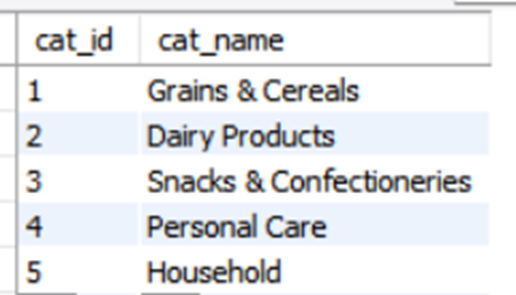 cat_id cat_name
1 Grains & Cereals
2 Dairy Products
3 Snacks & Confectioneries
4 Personal Care
5 Household